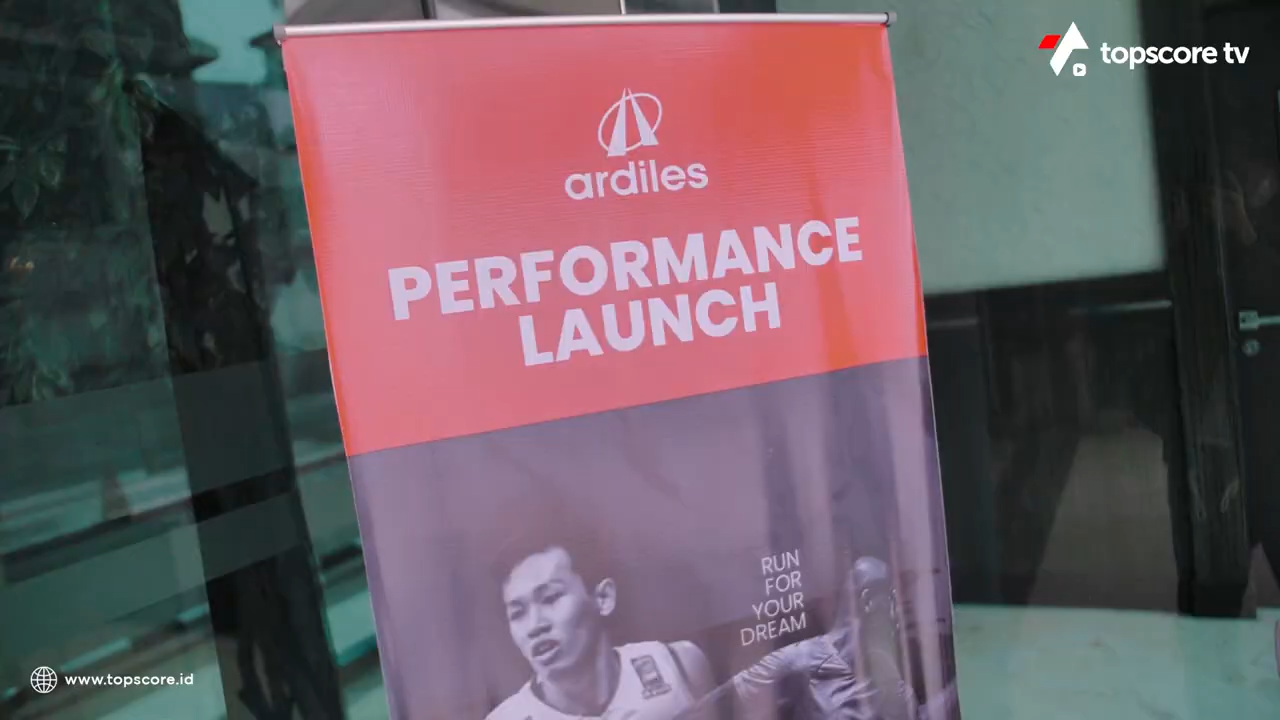 topscore tv
ardiles
PERFORMANCE
LAUNCH
RUN
FOR
YOUR
DREAM
www.topscore.id